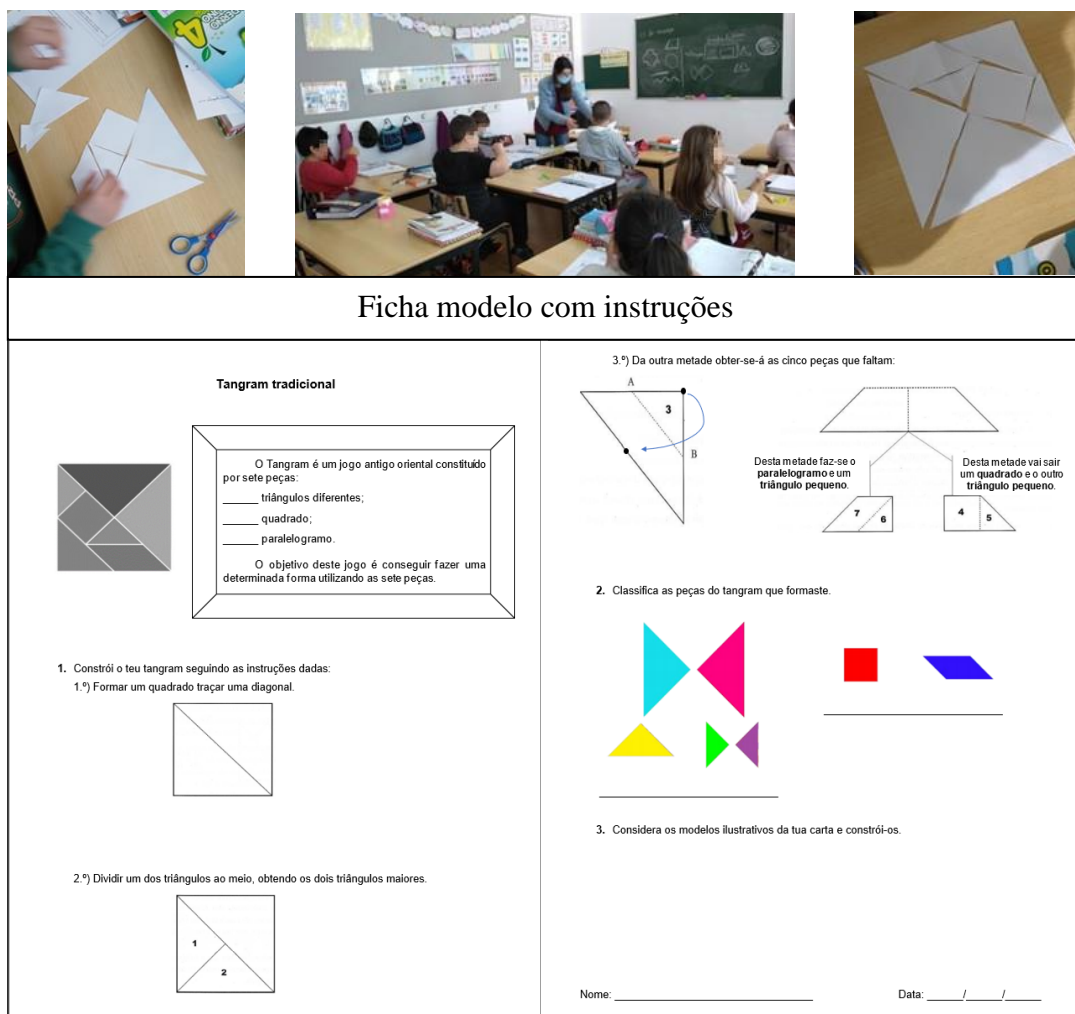 4
Ficha modelo com instruções
Tangram tradicional
O Tangram é um jogo antigo oriental constituído
por sete peças:
______ triângulos diferentes;
______ quadrado;
______ paralelogramo.
O objetivo deste jogo é conseguir fazer uma
determinada forma utilizando as sete peças.
1. Constrói o teu tangram seguindo as instruções dadas:
1.º) Formar um quadrado traçar uma diagonal.
2.º) Dividir um dos triângulos ao meio, obtendo os dois triângulos maiores.
1
2
3.º) Da outra metade obter-se-á as cinco peças que faltam:
A
3
B
Desta metade faz-se o
paralelogramo e um
triângulo pequeno.
Desta metade vai sair
um quadrado e o outro
triângulo pequeno.
7
6
4
5
2. Classifica as peças do tangram que formaste.
3. Considera os modelos ilustrativos da tua carta e constrói-os.
Nome: ______________________ Data: ______/______/______